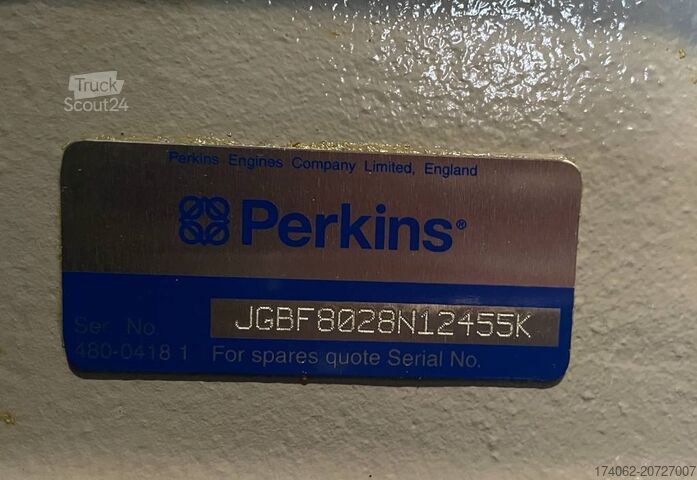 Truck
Scout24
Perkins Engines Company Limited, England
Perkins®
Ser. No. JGBF8028N12455K
480-0418 1 For spares quote Serial No.
174062-20727007